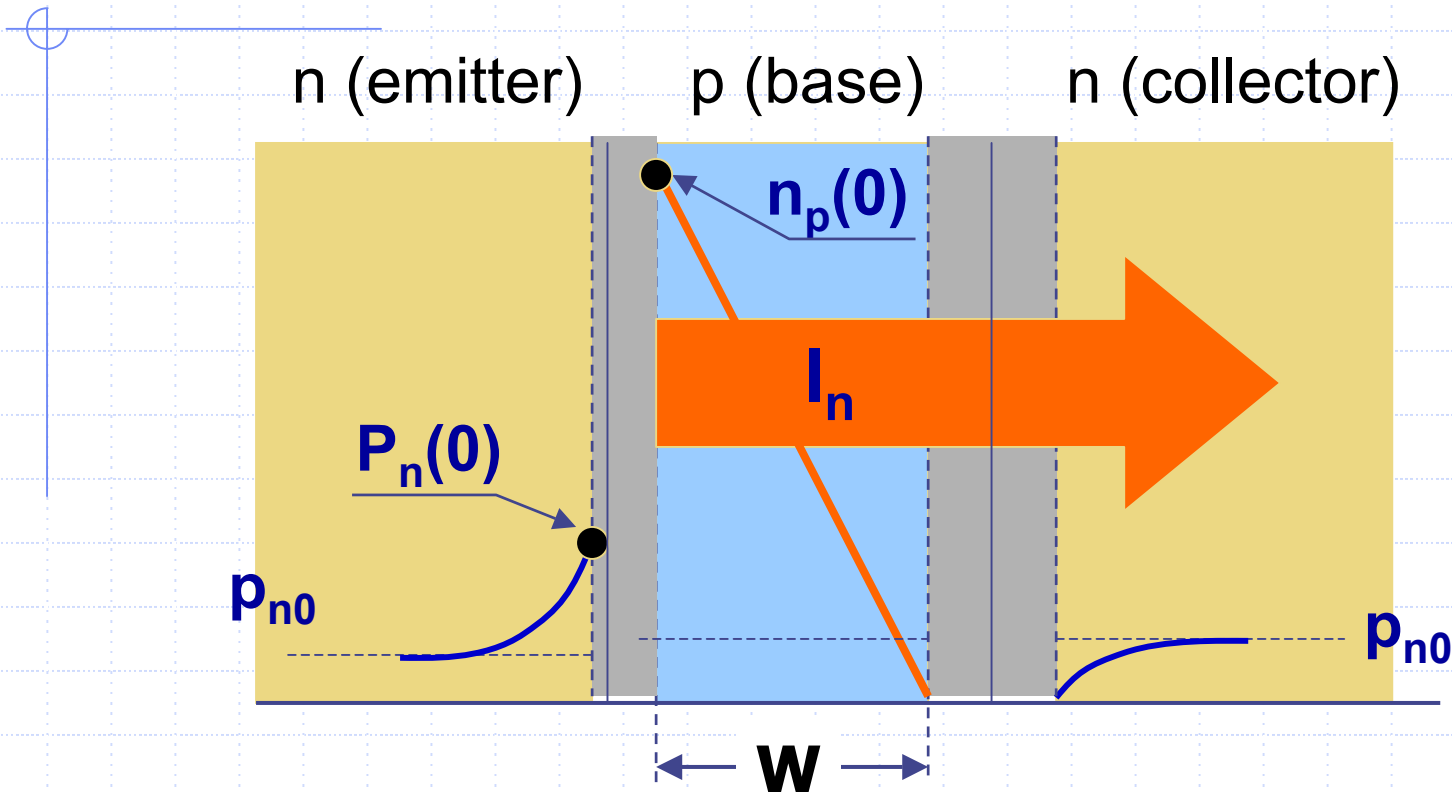 n (emitter) p (base) n (collector)
nₚ(0)
Iₙ
Pₙ(0)
pₙ₀
pₙ₀
W